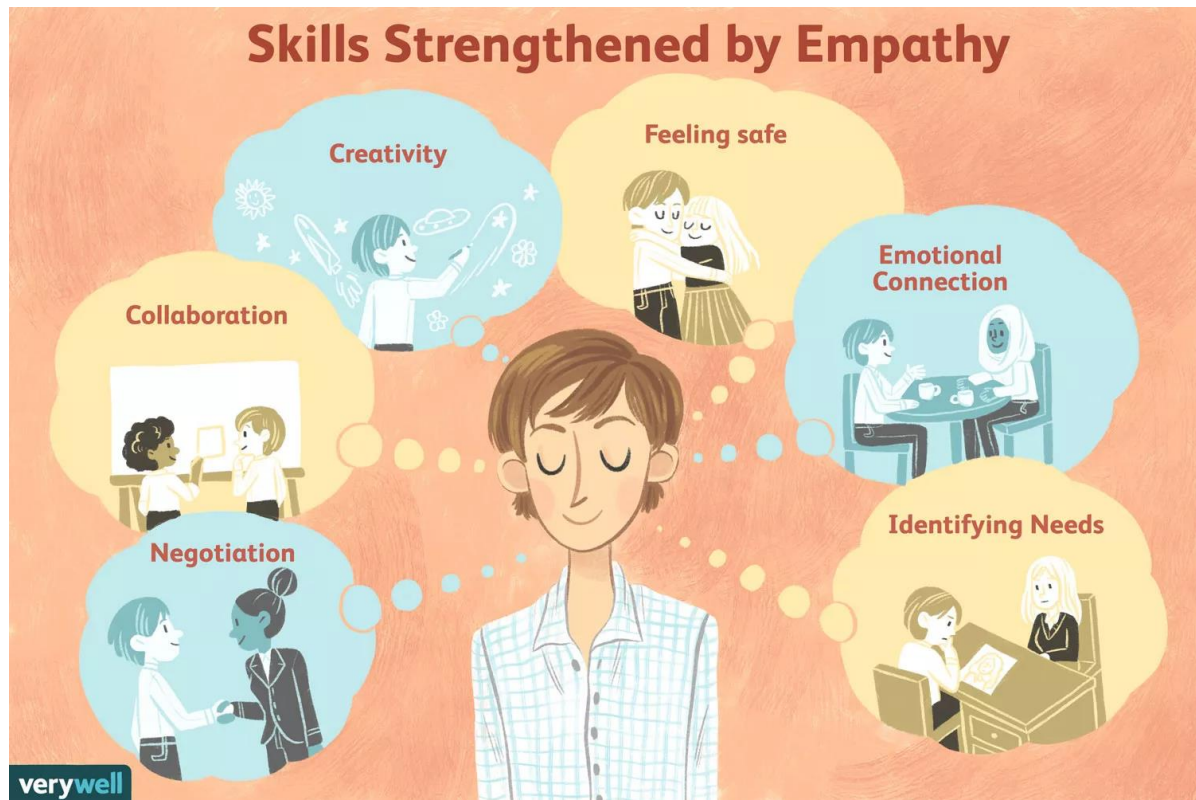 Skills Strengthened by Empathy
Creativity
Feeling safe
Emotional
Connection
Collaboration
Identifying Needs
Negotiation
verywell